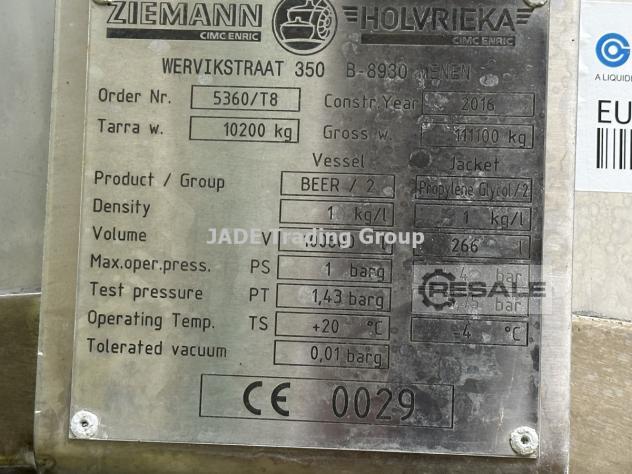 ZIEMANN HOLVRIEKA
CIMC ENRIC CIMC ENRIC
WERVIKSTRAAT 350 B-8930 MENEN
Order Nr. 5360/T8 Constr.Year 2016
Tarra w. 10200 kg Gross w. 111100 kg
Vessel Jacket
Product / Group BEER / 2 Propylene Glycol/2
Density 1 kg/l 1 kg/l
Volume V 266 l
JADE Trading Group
Max.oper.press. PS 1 barg 4 bar
Test pressure PT 1,43 barg bar
RESALE
Operating Temp. TS +20 °C -4 °C
Tolerated vacuum 0,01 barg
CE 0029
A LIQUID
EU